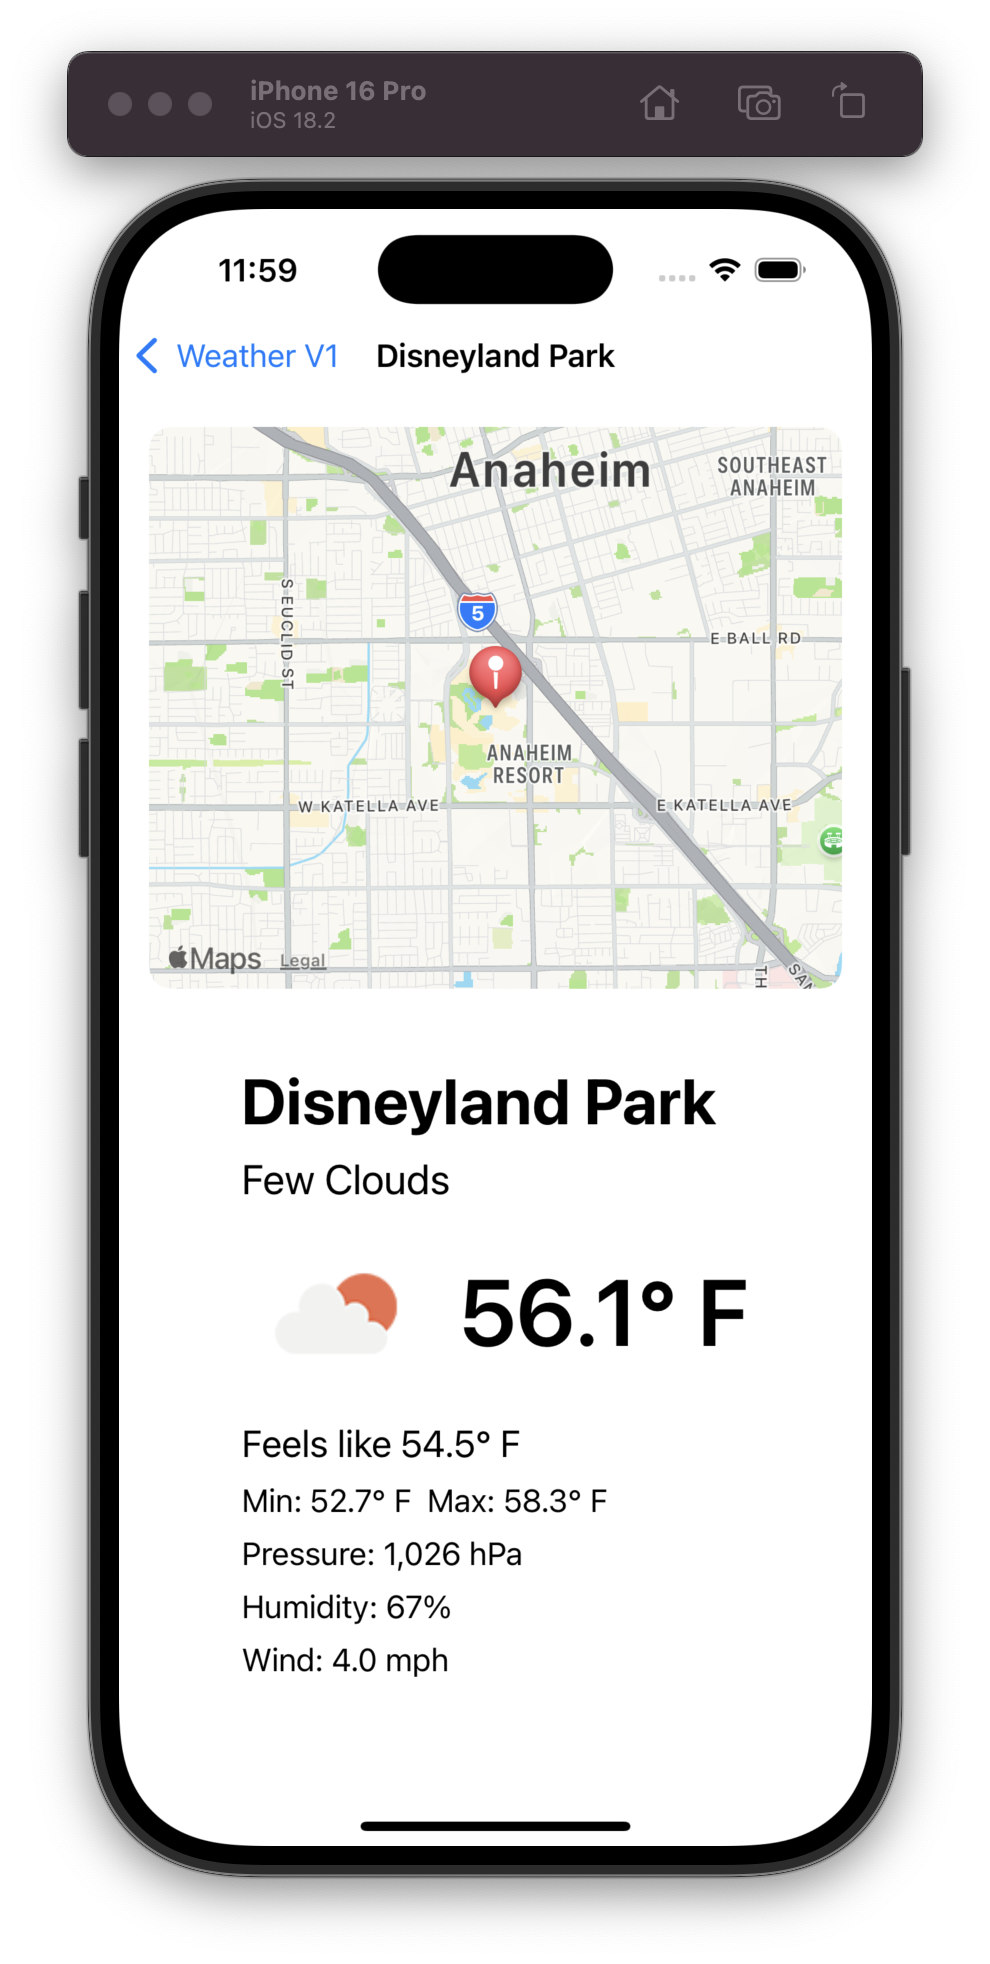 iPhone 16 Pro
iOS 18.2
11:59
Weather V1 Disneyland Park
Anaheim
SOUTHEAST
ANAHEIM
S EUCLID ST
5
E BALL RD
ANAHEIM
RESORT
W KATELLA AVE
E KATELLA AVE
Maps Legal
TH
SAN
Disneyland Park
Few Clouds
56.1° F
Feels like 54.5° F
Min: 52.7° F Max: 58.3° F
Pressure: 1,026 hPa
Humidity: 67%
Wind: 4.0 mph